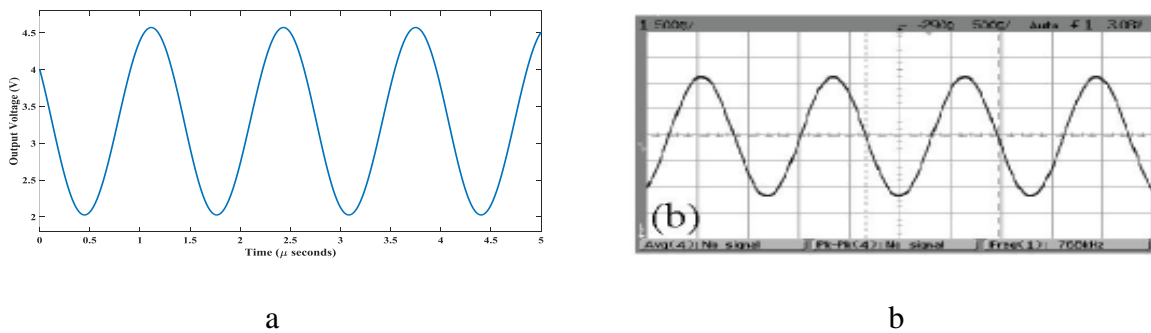 4.5
4
3.5
3
2.5
2
Output Voltage (V)
0 0.5 1 1.5 2 2.5 3 3.5 4 4.5 5
Time (μ seconds)
a
Auto
(b)
Avg(4): No signal Pk-Pk(4): No signal Freq(1): 760kHz
b